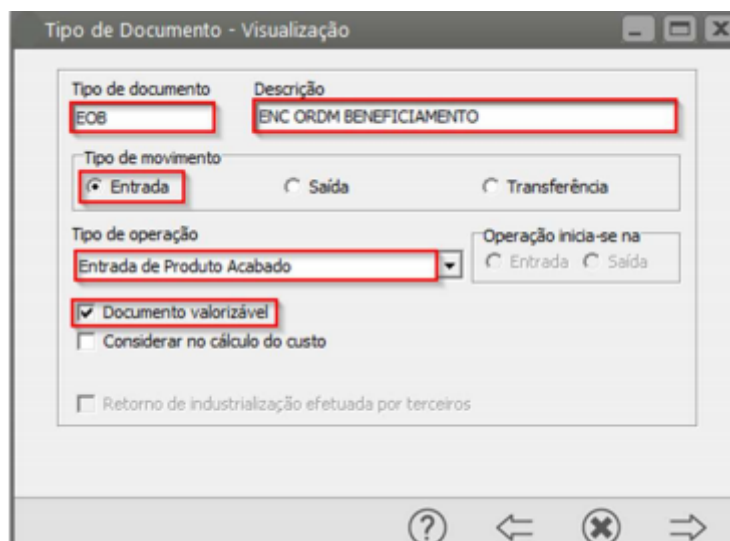 Tipo de Documento - Visualização
Tipo de documento Descrição
EOB ENC ORDM BENEFICIAMENTO
Tipo de movimento
Entrada Saída Transferência
Tipo de operação Operação inicia-se na
Entrada de Produto Acabado Entrada Saída
Documento valorizável
Considerar no cálculo do custo
Retorno de industrialização efetuada por terceiros